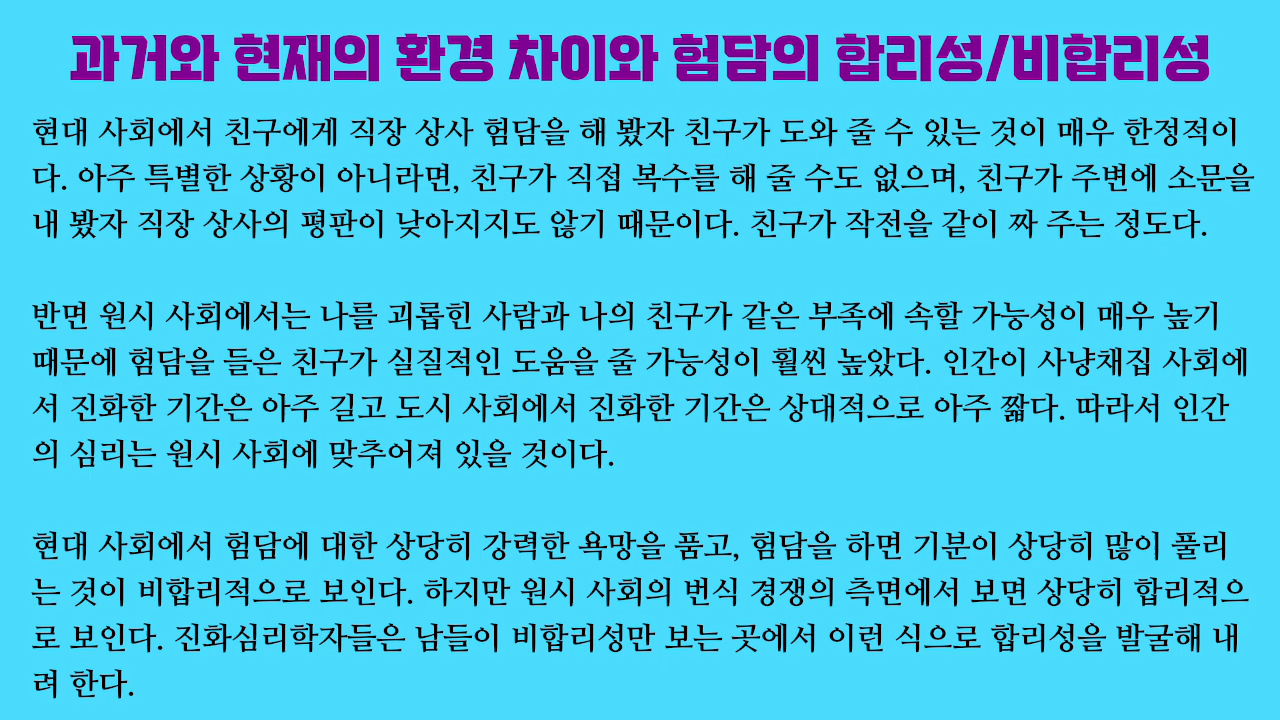 과거와 현재의 환경 차이와 험담의 합리성/비합리성
현대 사회에서 친구에게 직장 상사 험담을 해 봤자 친구가 도와 줄 수 있는 것이 매우 한정적이
다. 아주 특별한 상황이 아니라면, 친구가 직접 복수를 해 줄 수도 없으며, 친구가 주변에 소문을
내 봤자 직장 상사의 평판이 낮아지지도 않기 때문이다. 친구가 작전을 같이 짜 주는 정도다.
반면 원시 사회에서는 나를 괴롭힌 사람과 나의 친구가 같은 부족에 속할 가능성이 매우 높기
때문에 험담을 들은 친구가 실질적인 도움을 줄 가능성이 훨씬 높았다. 인간이 사냥채집 사회에
서 진화한 기간은 아주 길고 도시 사회에서 진화한 기간은 상대적으로 아주 짧다. 따라서 인간
의 심리는 원시 사회에 맞추어져 있을 것이다.
현대 사회에서 험담에 대한 상당히 강력한 욕망을 품고, 험담을 하면 기분이 상당히 많이 풀리
는 것이 비합리적으로 보인다. 하지만 원시 사회의 번식 경쟁의 측면에서 보면 상당히 합리적으
로 보인다. 진화심리학자들은 남들이 비합리성만 보는 곳에서 이런 식으로 합리성을 발굴해 내
려 한다.